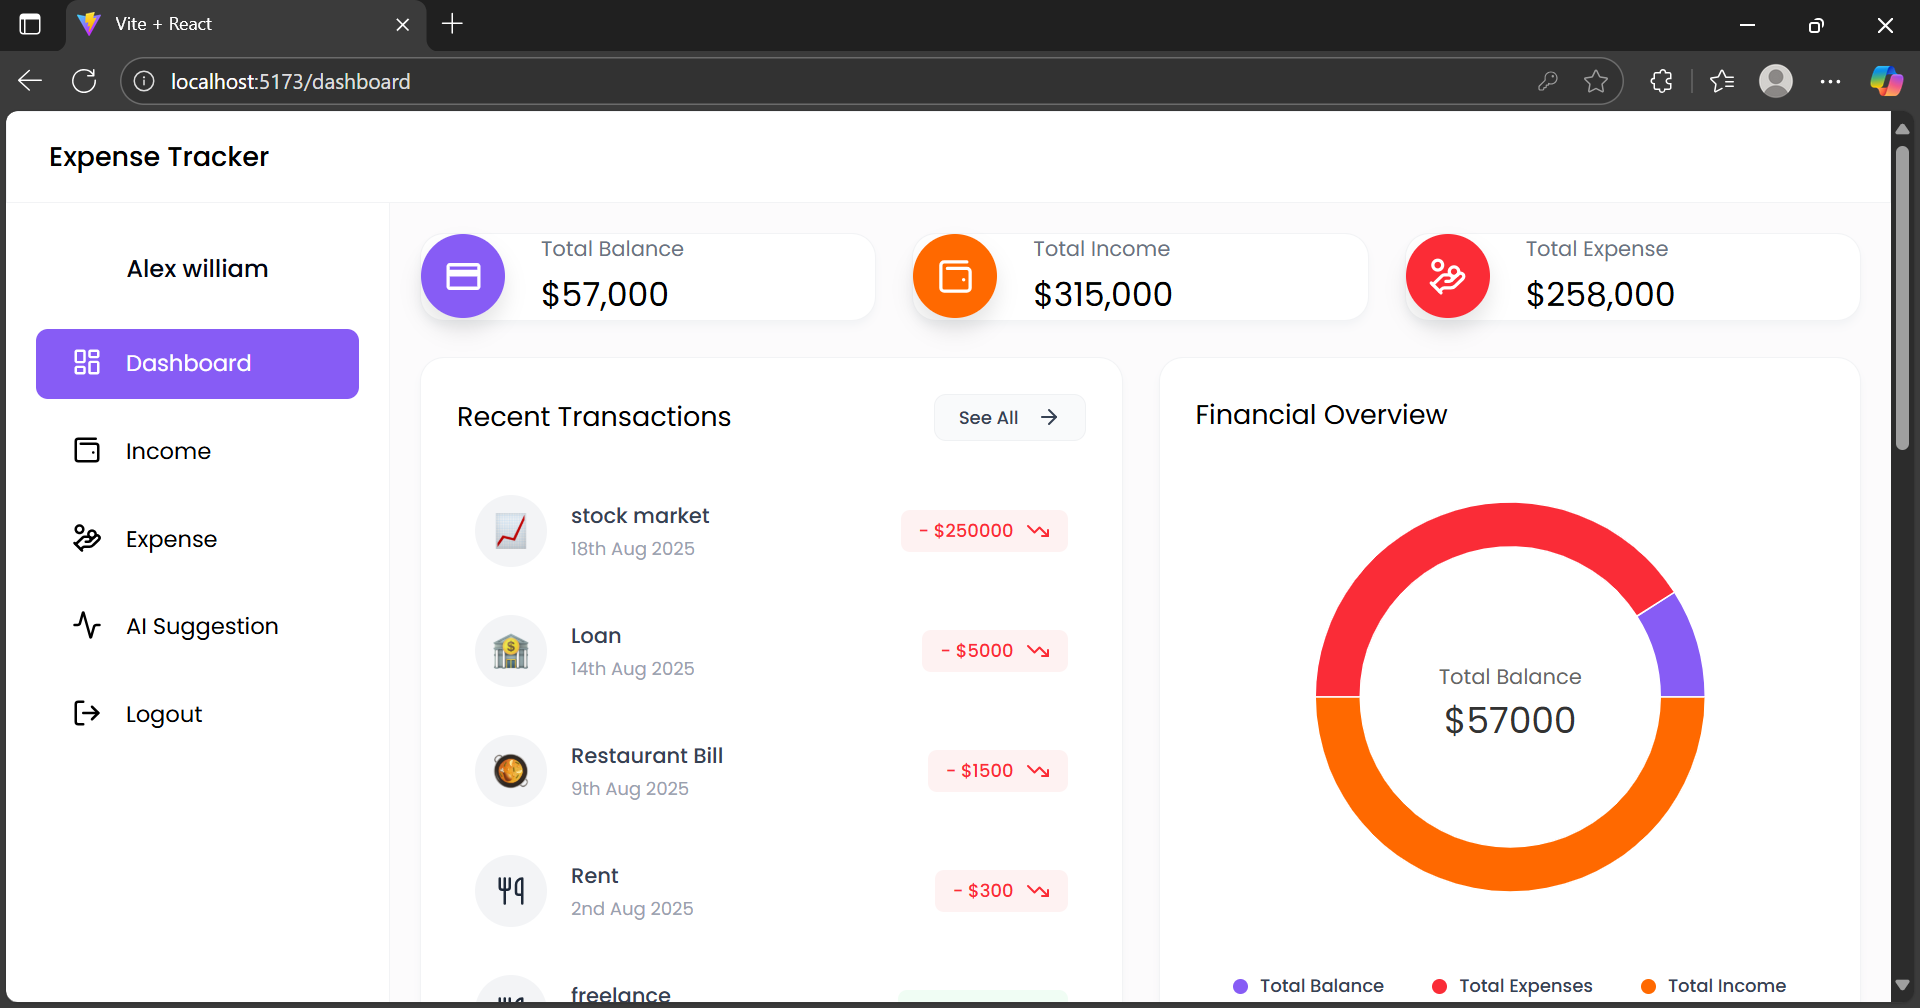 Vite + React
localhost:5173/dashboard
Expense Tracker
Alex william
Dashboard
Income
Expense
AI Suggestion
Logout
Total Balance
$57,000
Total Income
$315,000
Total Expense
$258,000
Recent Transactions
See All
stock market
18th Aug 2025
- $250000
Loan
14th Aug 2025
- $5000
Restaurant Bill
9th Aug 2025
- $1500
Rent
2nd Aug 2025
- $300
freelance
Financial Overview
Total Balance
$57000
Total Balance
Total Expenses
Total Income